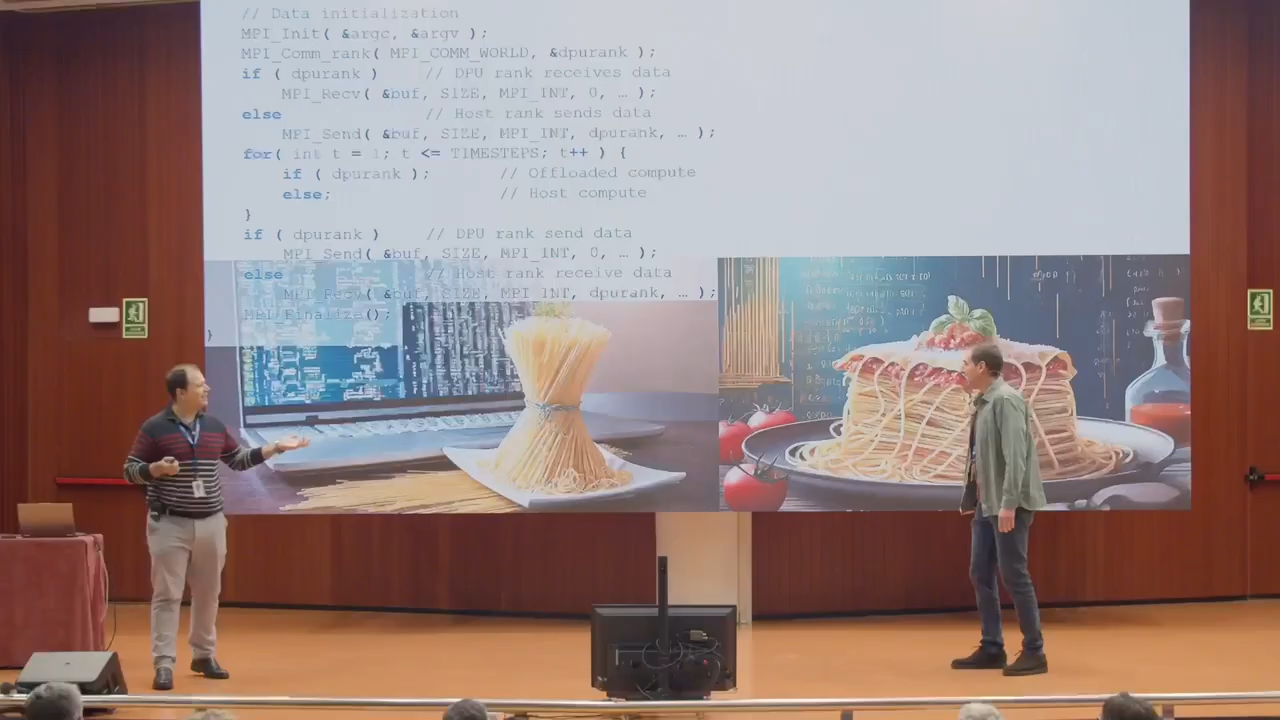 // Data initialization
MPI_Init( &argc, &argv );
MPI_Comm_rank( MPI_COMM_WORLD, &dpurank );
if ( dpurank ) // DPU rank receives data
MPI_Recv( &buf, SIZE, MPI_INT, 0, … );
else // Host rank sends data
MPI_Send( &buf, SIZE, MPI_INT, dpurank, … );
for( int t = 1; t <= TIMESTEPS; t++ ) {
if ( dpurank ); // Offloaded compute
else; // Host compute
}
if ( dpurank ) // DPU rank send data
MPI_Send( &buf, SIZE, MPI_INT, 0, … );
else // Host rank receive data
MPI_Recv( &buf, SIZE, MPI_INT, dpurank, … );
MPI_Finalize();
}